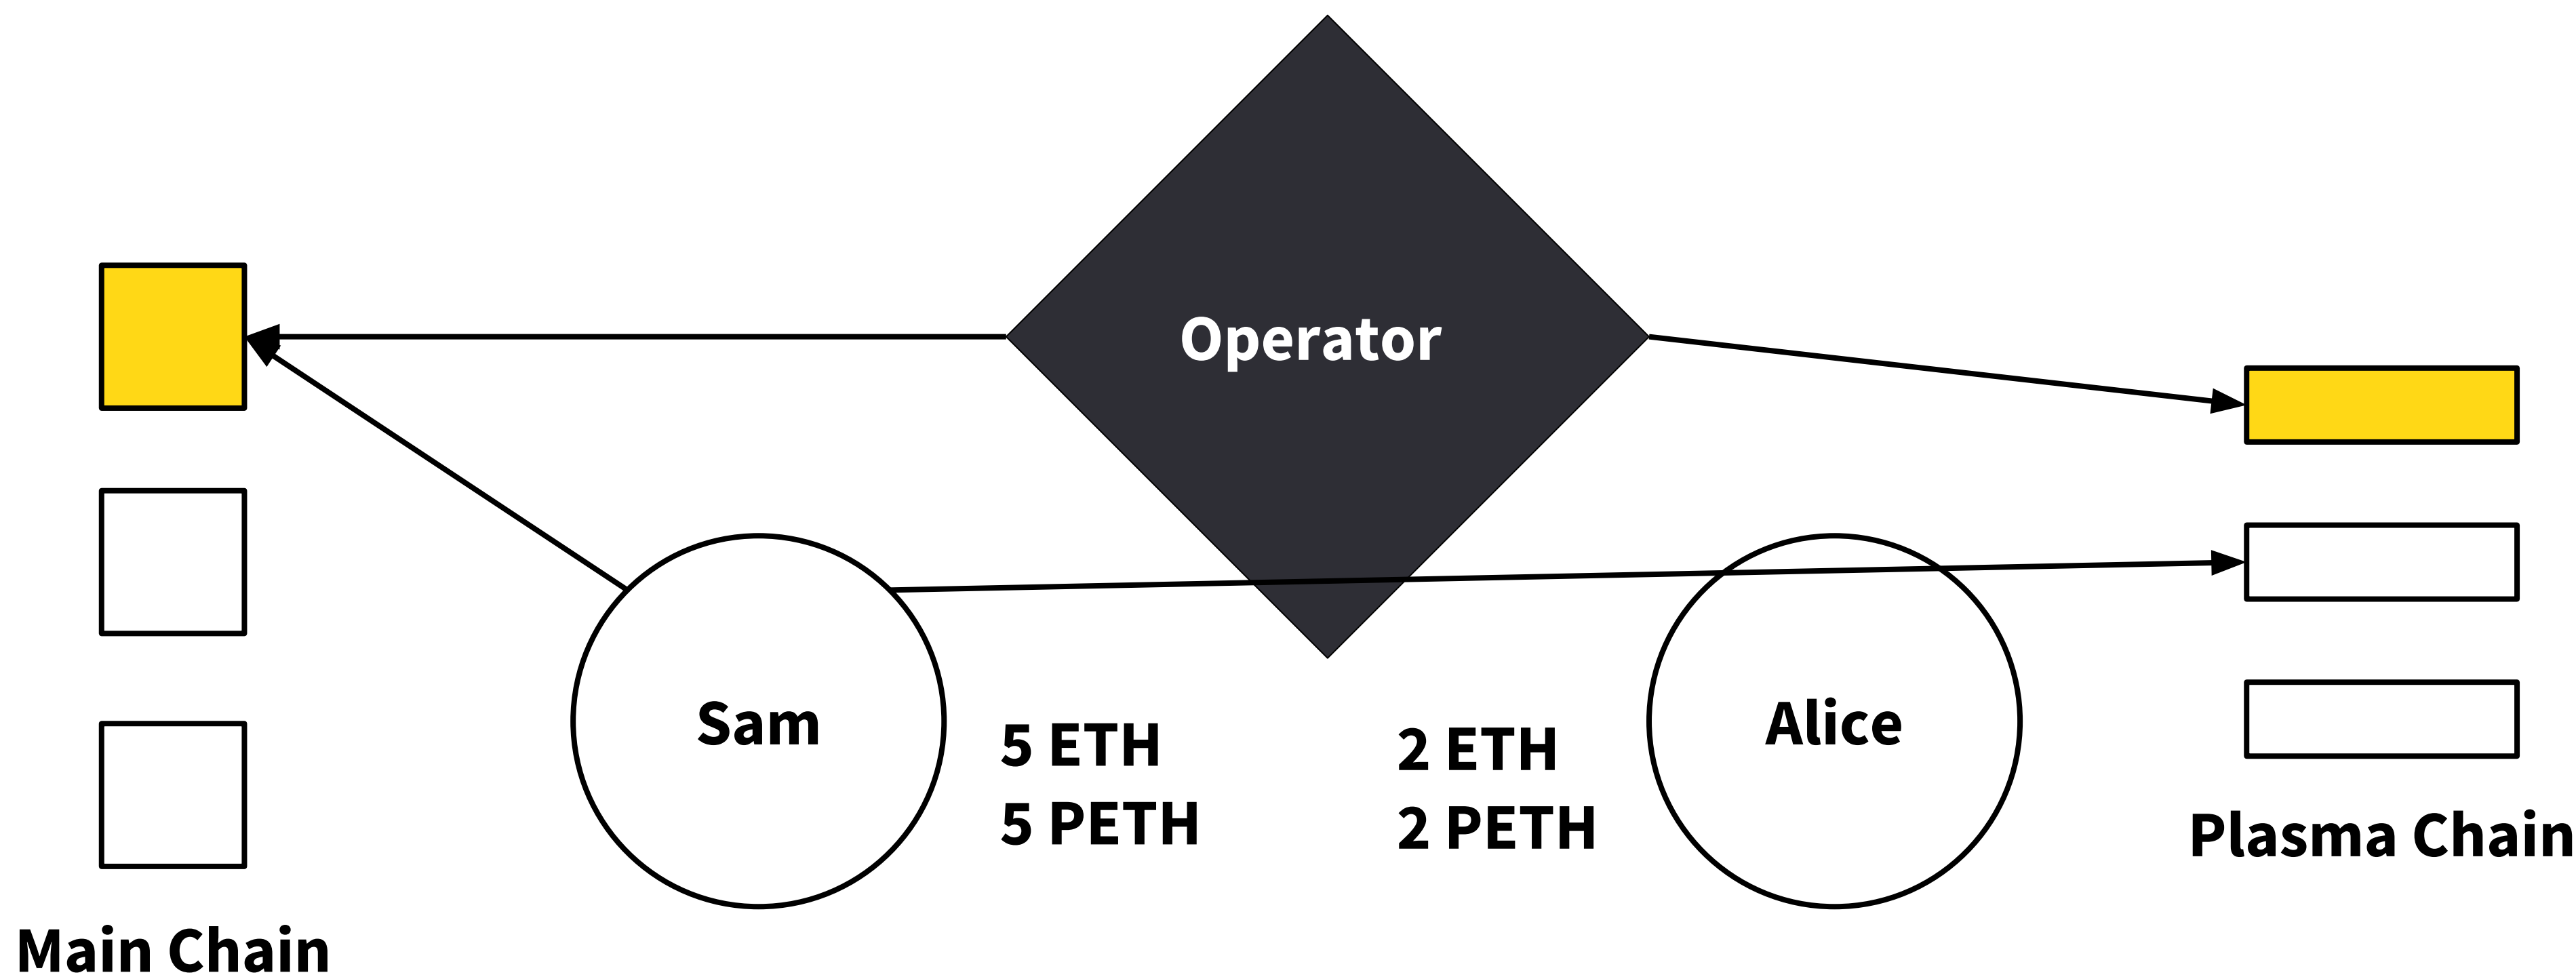 Operator
Sam
5 ETH
5 PETH
2 ETH
2 PETH
Alice
Plasma Chain
Main Chain